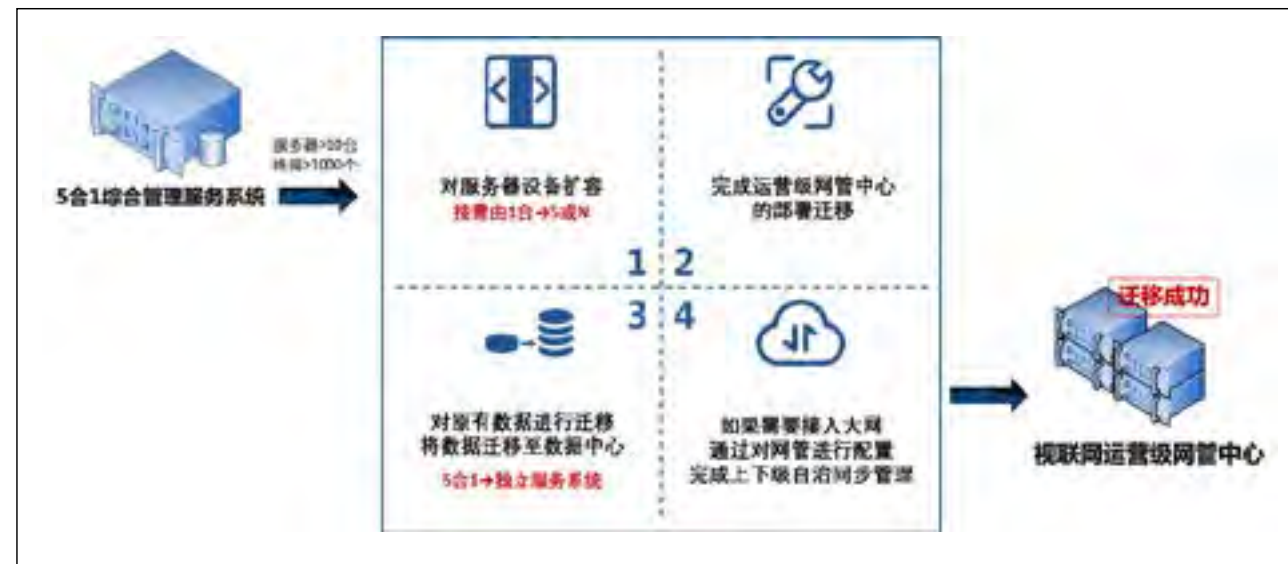 5合1综合管理服务系统
服务器>10台
终端>1000个
对服务器设备扩容
按需由1台→5或N
1
完成运营级网管中心
的部署迁移
2
3
对原有数据进行迁移
将数据迁移至数据中心
5合1→独立服务系统
4
如果需要接入大网
通过对网管进行配置
完成上下级自治同步管理
迁移成功
视联网运营级网管中心